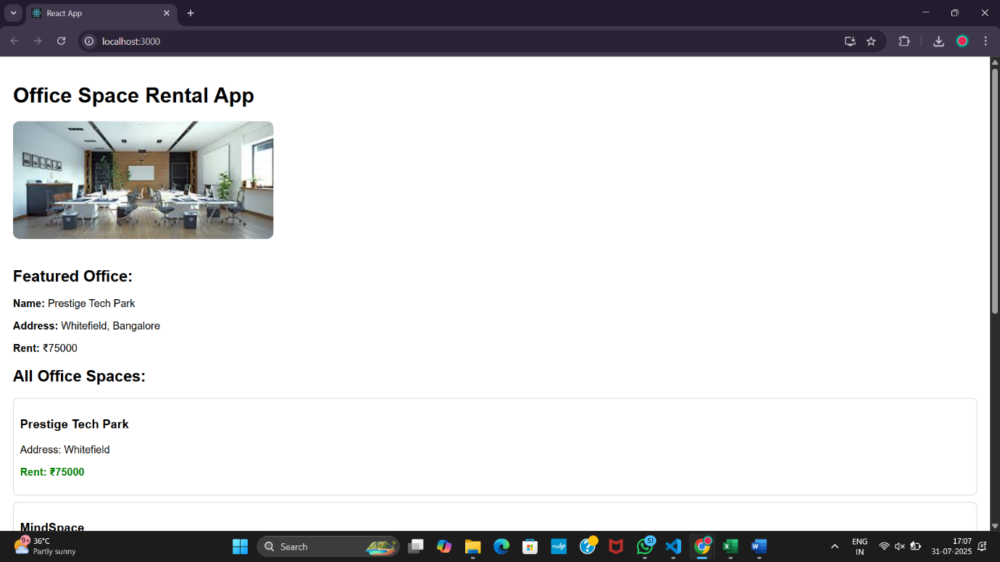 React App
localhost:3000
Office Space Rental App
Featured Office:
Name: Prestige Tech Park
Address: Whitefield, Bangalore
Rent: ₹75000
All Office Spaces:
Prestige Tech Park
Address: Whitefield
Rent: ₹75000
MindSpace
9+
36°C
Partly sunny
Search
myhp
51
ENG
IN
17:07
31-07-2025